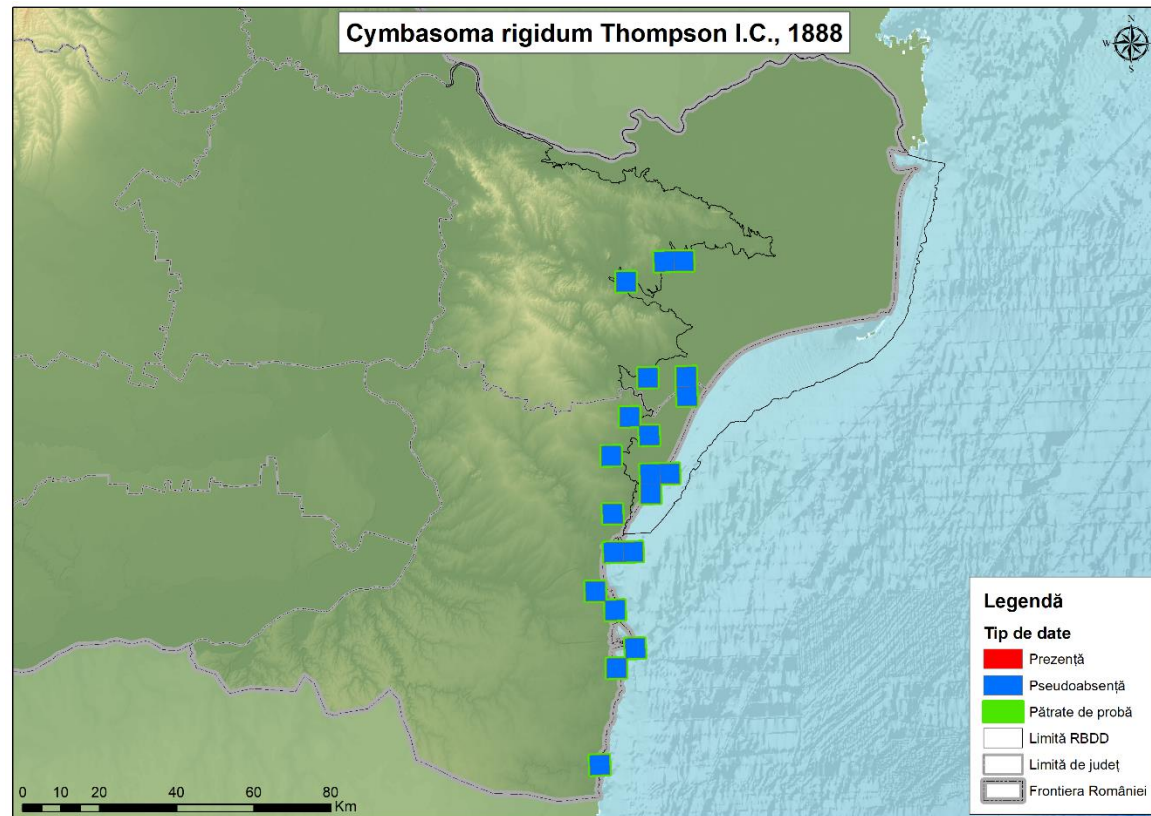 Cymbasoma rigidum Thompson I.C., 1888
N
W E
S
Legendă
Tip de date
Prezență
Pseudoabsență
Pătrate de probă
Limită RBDD
Limită de județ
Frontiera României
0 10 20 40 60 80
Km